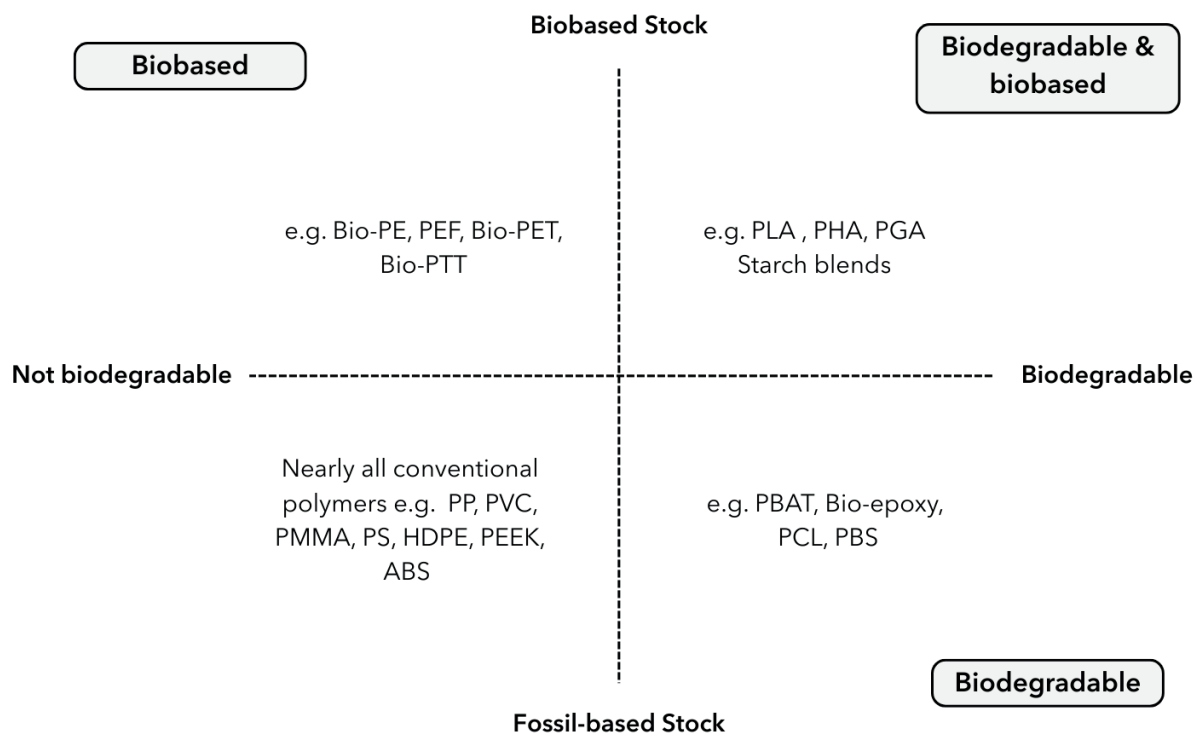 Biobased Stock
Biobased
Biodegradable &
biobased
e.g. Bio-PE, PEF, Bio-PET,
Bio-PTT
e.g. PLA , PHA, PGA
Starch blends
Not biodegradable
Biodegradable
Nearly all conventional
polymers e.g.  PP, PVC,
PMMA, PS, HDPE, PEEK,
ABS
e.g. PBAT, Bio-epoxy,
PCL, PBS
Biodegradable
Fossil-based Stock